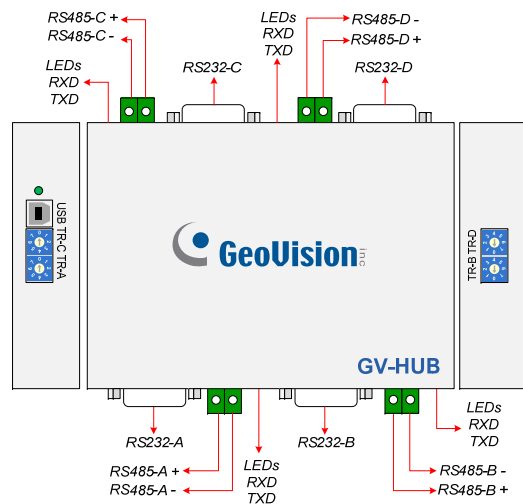 RS485-C +
RS485-C -
LEDs
RXD
TXD
RS232-C
LEDs
RXD
TXD
RS485-D -
RS485-D +
RS232-D
USB TR-C TR-A
GeoVision inc
TR-B TR-D
GV-HUB
RS232-A
RS485-A +
RS485-A -
LEDs
RXD
TXD
RS232-B
LEDs
RXD
TXD
RS485-B -
RS485-B +